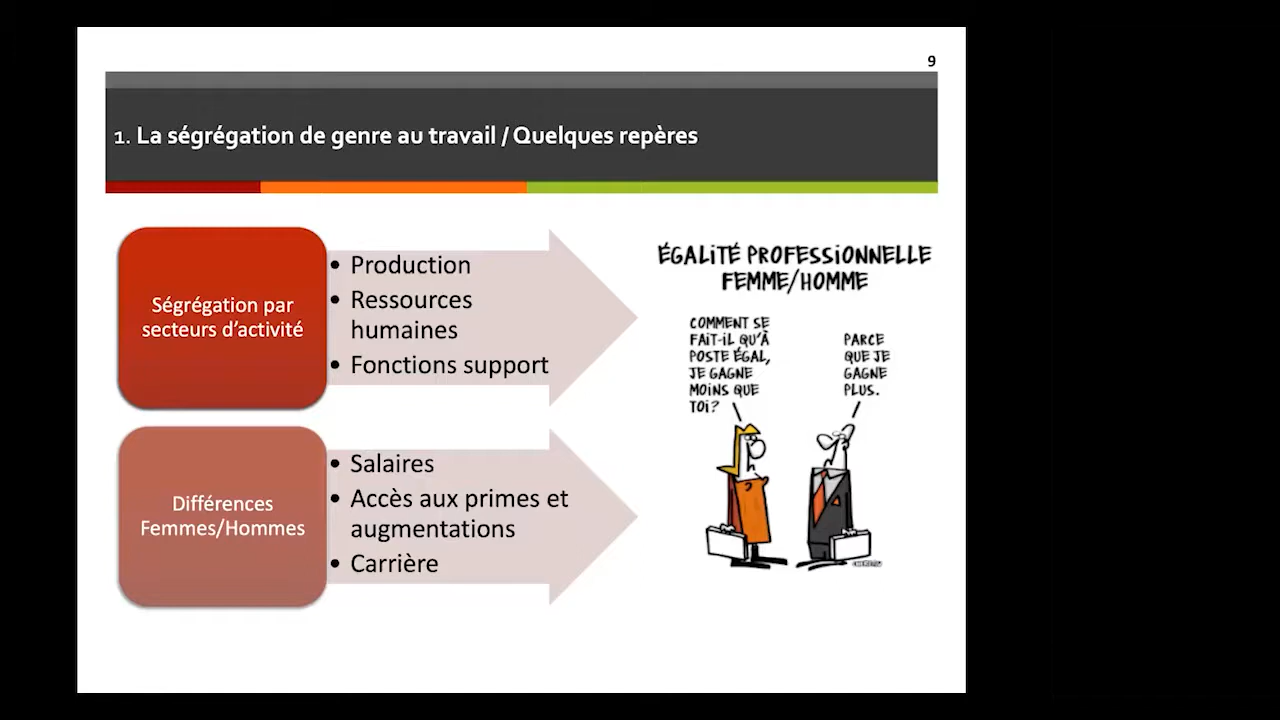 9
1. La ségrégation de genre au travail / Quelques repères
Ségrégation par
secteurs d'activité
• Production
• Ressources
humaines
• Fonctions support
Différences
Femmes/Hommes
• Salaires
• Accès aux primes et
augmentations
• Carrière
ÉGALITÉ PROFESSIONNELLE
FEMME/HOMME
COMMENT SE
FAIT-IL QU'À
POSTE ÉGAL,
JE GAGNE
MOINS QUE
TOI?
PARCE
QUE JE
GAGNE
PLUS.